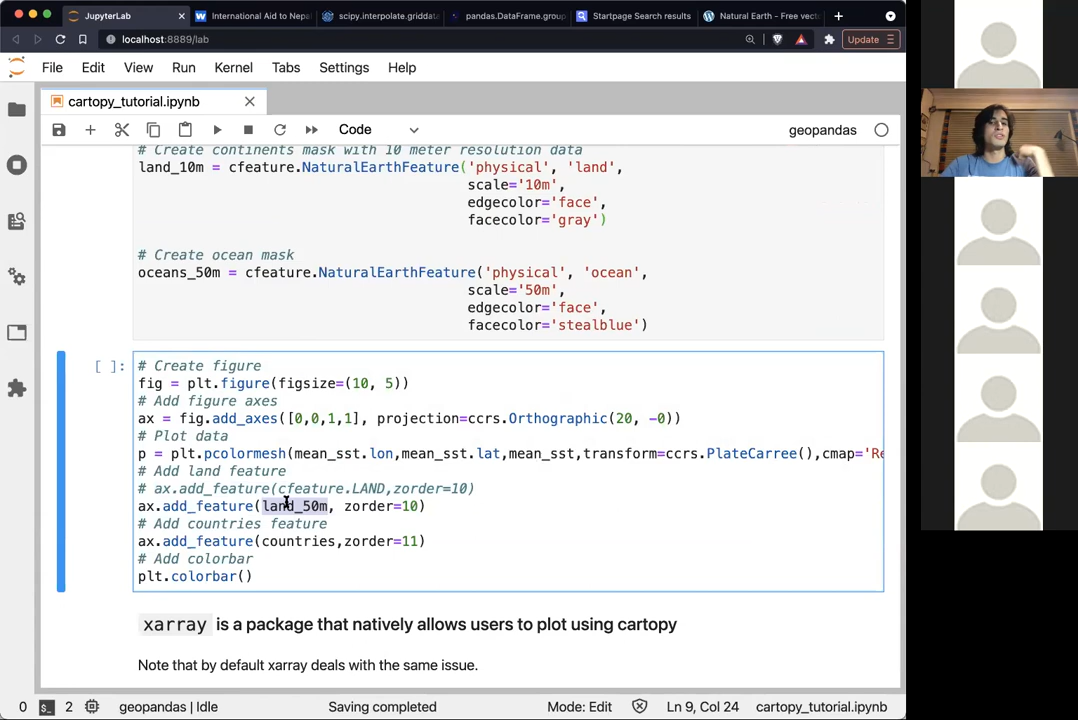 JupyterLab
International Aid to Nepa
scipy.interpolate.griddat
pandas.DataFrame.group
Startpage Search results
Natural Earth - Free vect
localhost:8889/lab
Update
File Edit View Run Kernel Tabs Settings Help
cartopy_tutorial.ipynb
Code
geopandas
# Create continents mask with 10 meter resolution data
land_10m = cfeature.NaturalEarthFeature('physical', 'land',
scale='10m',
edgecolor='face',
facecolor='gray')
# Create ocean mask
oceans_50m = cfeature.NaturalEarthFeature('physical', 'ocean',
scale='50m',
edgecolor='face',
facecolor='stealblue')
[ ]:
# Create figure
fig = plt.figure(figsize=(10, 5))
# Add figure axes
ax = fig.add_axes([0,0,1,1], projection=ccrs.Orthographic(20, -0))
# Plot data
p = plt.pcolormesh(mean_sst.lon,mean_sst.lat,mean_sst,transform=ccrs.PlateCarree(),cmap='Re
# Add land feature
# ax.add_feature(cfeature.LAND,zorder=10)
ax.add_feature(land_50m, zorder=10)
# Add countries feature
ax.add_feature(countries,zorder=11)
# Add colorbar
plt.colorbar()
xarray is a package that natively allows users to plot using cartopy
Note that by default xarray deals with the same issue.
0 $_ 2 geopandas | Idle Saving completed Mode: Edit Ln 9, Col 24 cartopy_tutorial.ipynb